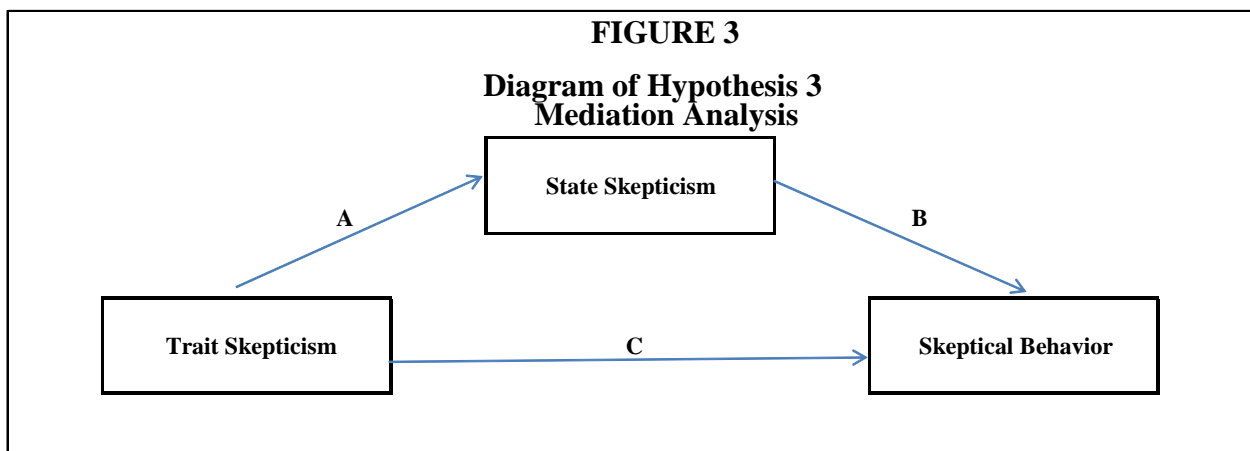 FIGURE 3
Diagram of Hypothesis 3
Mediation Analysis
State Skepticism
A
B
Trait Skepticism
C
Skeptical Behavior